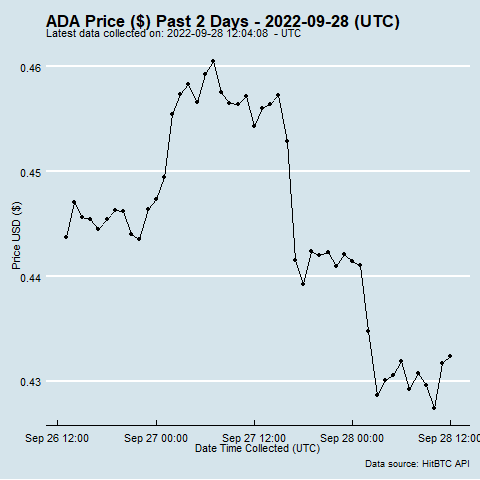 ADA Price ($) Past 2 Days - 2022-09-28 (UTC)
Latest data collected on: 2022-09-28 12:04:08  - UTC
0.46
0.45
0.44
0.43
Price USD ($)
Sep 26 12:00 Sep 27 00:00 Sep 27 12:00 Sep 28 00:00 Sep 28 12:00
Date Time Collected (UTC)
Data source: HitBTC API